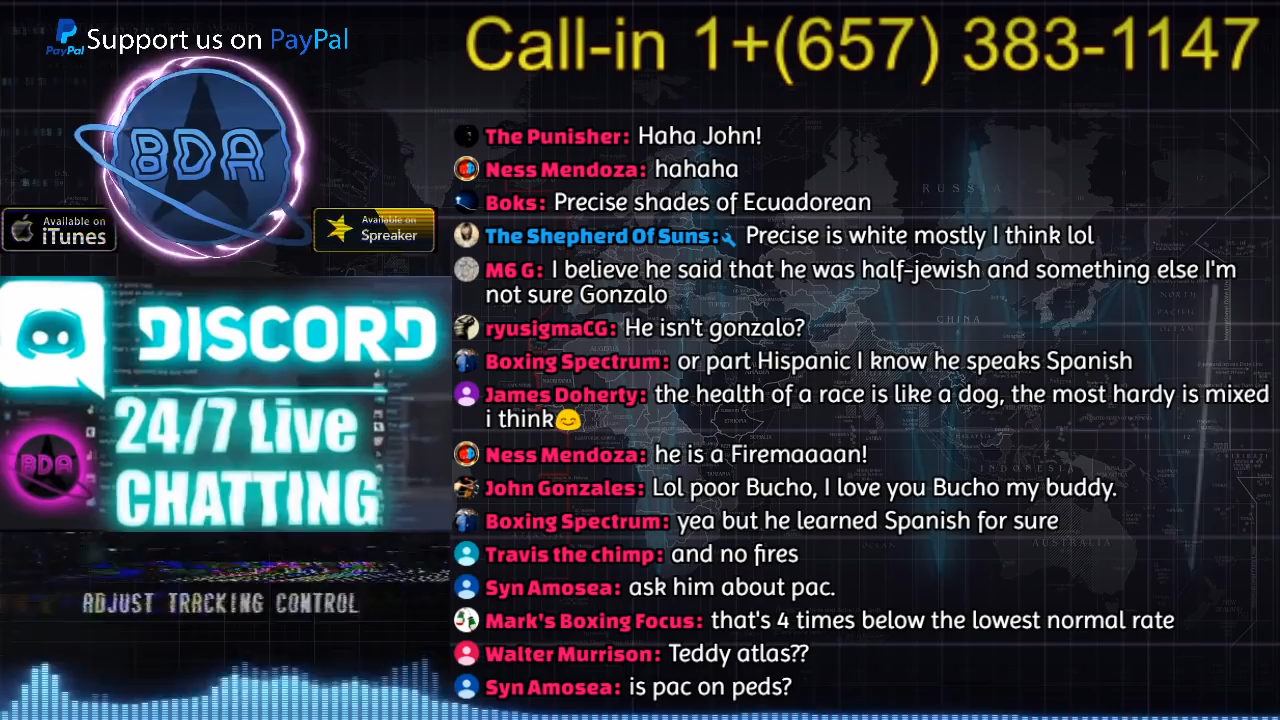 PayPal
Support us on PayPal
Call-in 1+(657) 383-1147
BDA
Available on
iTunes
Available on
Spreaker
The Punisher: Haha John!
Ness Mendoza: hahaha
Boks: Precise shades of Ecuadorean
The Shepherd Of Suns: Precise is white mostly I think lol
M6 G: I believe he said that he was half-jewish and something else I'm
not sure Gonzalo
ryusigmaCG: He isn't gonzalo?
Boxing Spectrum: or part Hispanic I know he speaks Spanish
James Doherty: the health of a race is like a dog, the most hardy is mixed
i think😊
Ness Mendoza: he is a Firemaaaan!
John Gonzales: Lol poor Bucho, I love you Bucho my buddy.
Boxing Spectrum: yea but he learned Spanish for sure
Travis the chimp: and no fires
Syn Amosea: ask him about pac.
Mark's Boxing Focus: that's 4 times below the lowest normal rate
Walter Murrison: Teddy atlas??
Syn Amosea: is pac on peds?
DISCORD
24/7 Live
CHATTING
BDA
ADJUST TRACKING CONTROL
RUSSIA
CHINA
INDONESIA
AUSTRALIA